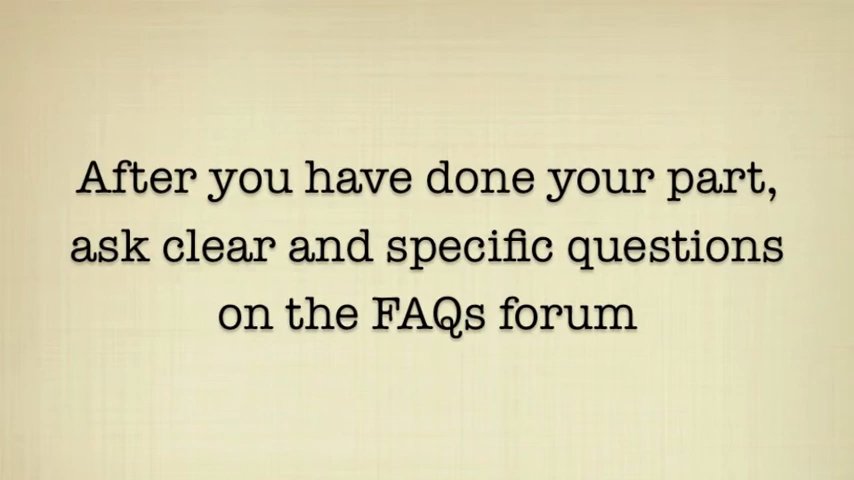 After you have done your part,
ask clear and specific questions
on the FAQs forum